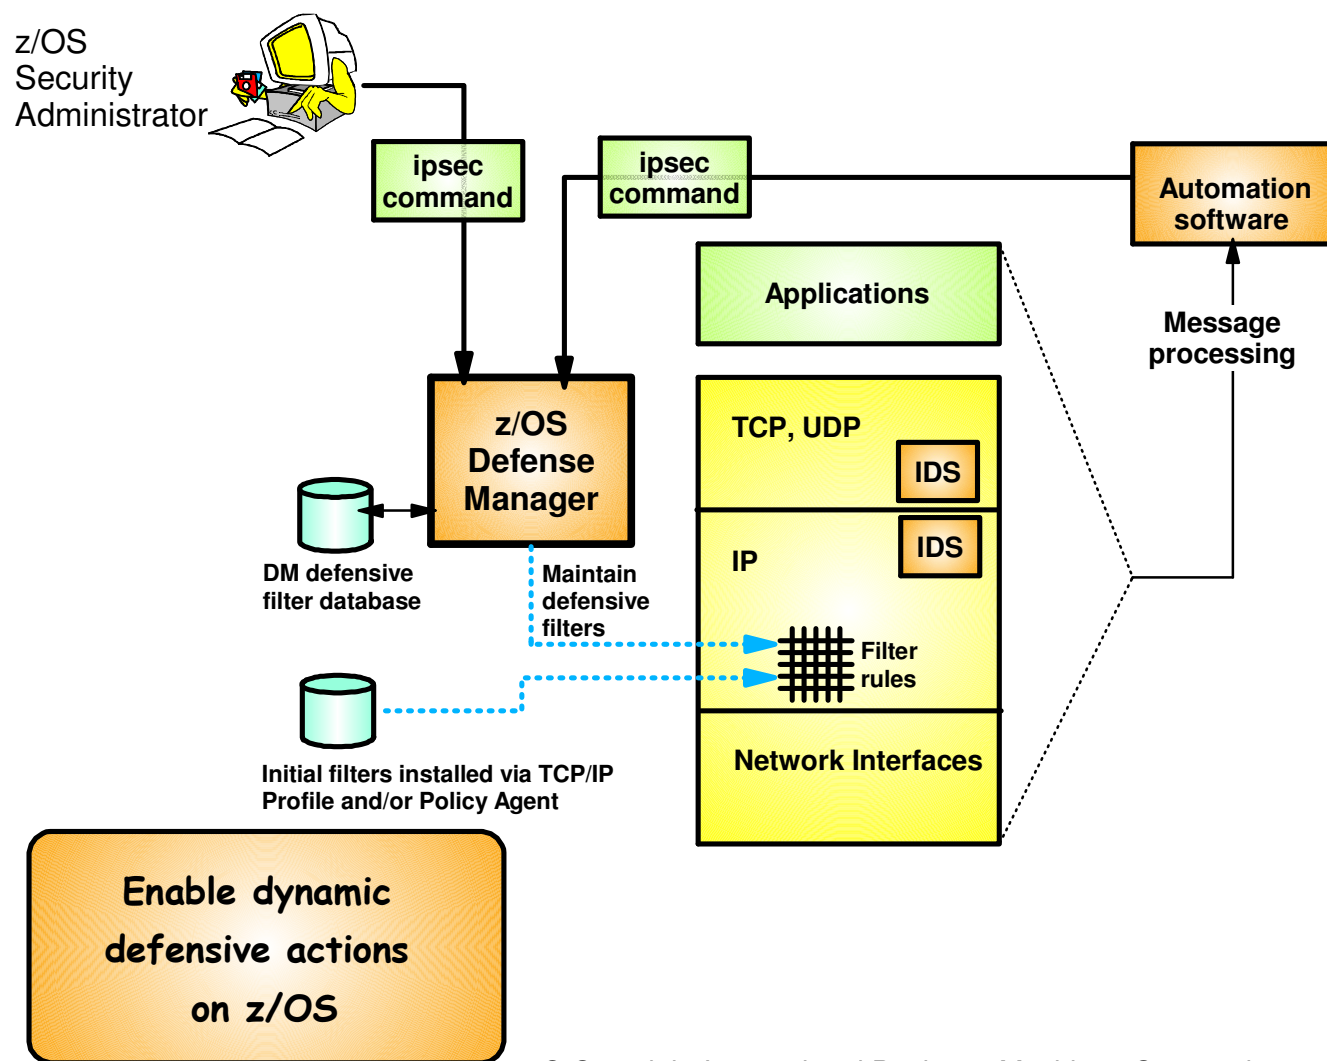 z/OS
Security
Administrator
ipsec
command
ipsec
command
Automation
software
Applications
Message
processing
z/OS
Defense
Manager
TCP, UDP
IDS
IDS
IP
DM defensive
filter database
Maintain
defensive
filters
Filter
rules
Network Interfaces
Initial filters installed via TCP/IP
Profile and/or Policy Agent
Enable dynamic
defensive actions
on z/OS